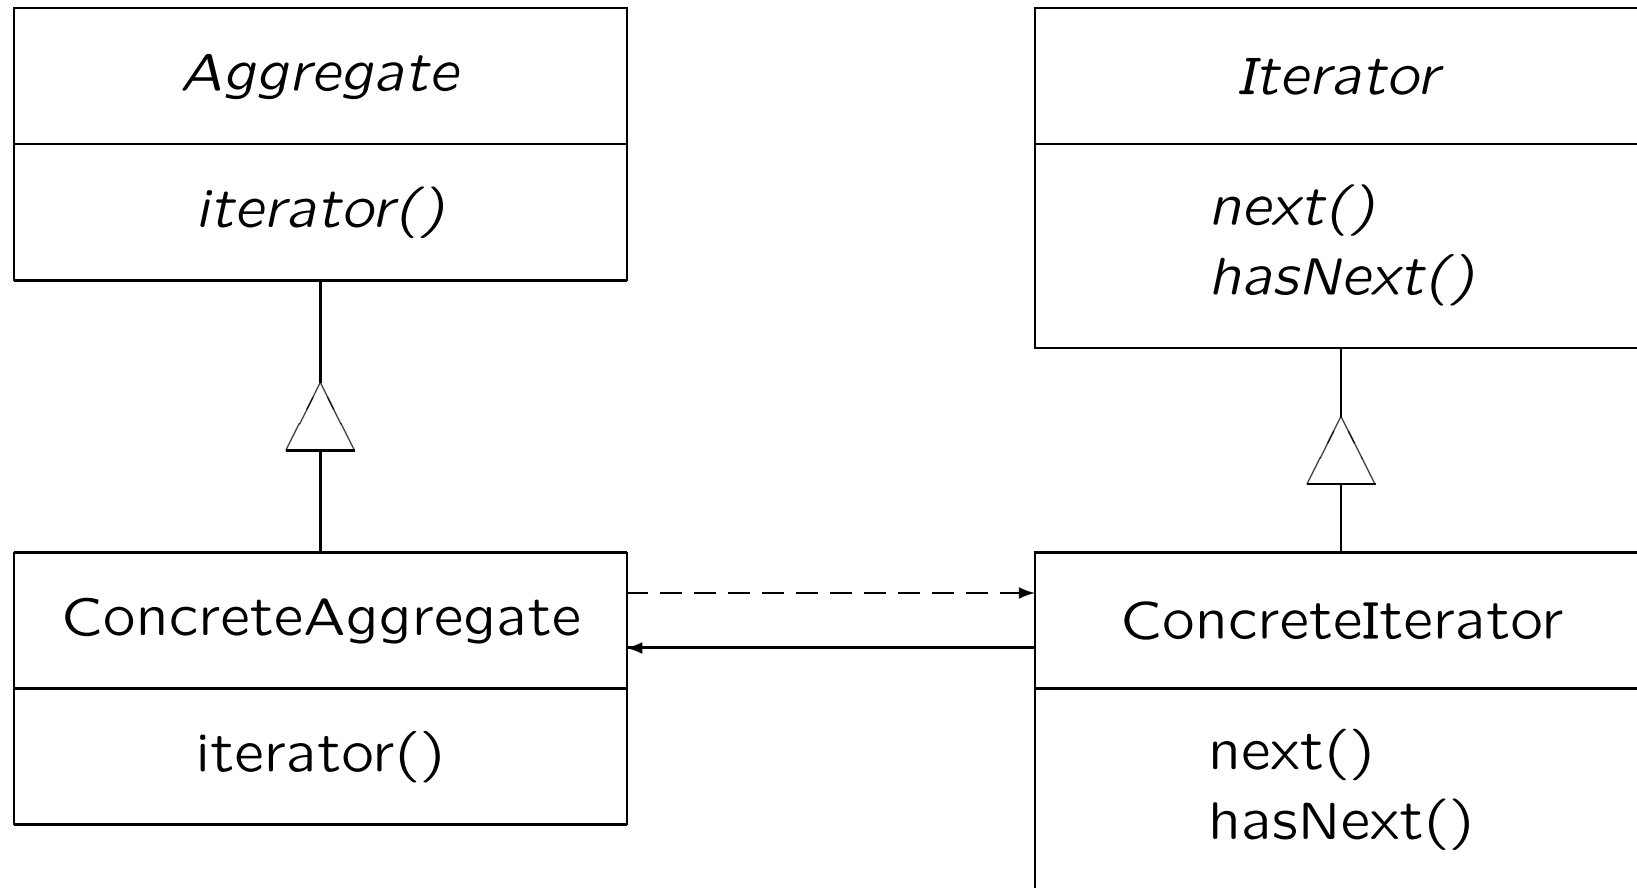 Aggregate
iterator()
Iterator
next()
hasNext()
ConcreteAggregate
iterator()
ConcreteIterator
next()
hasNext()